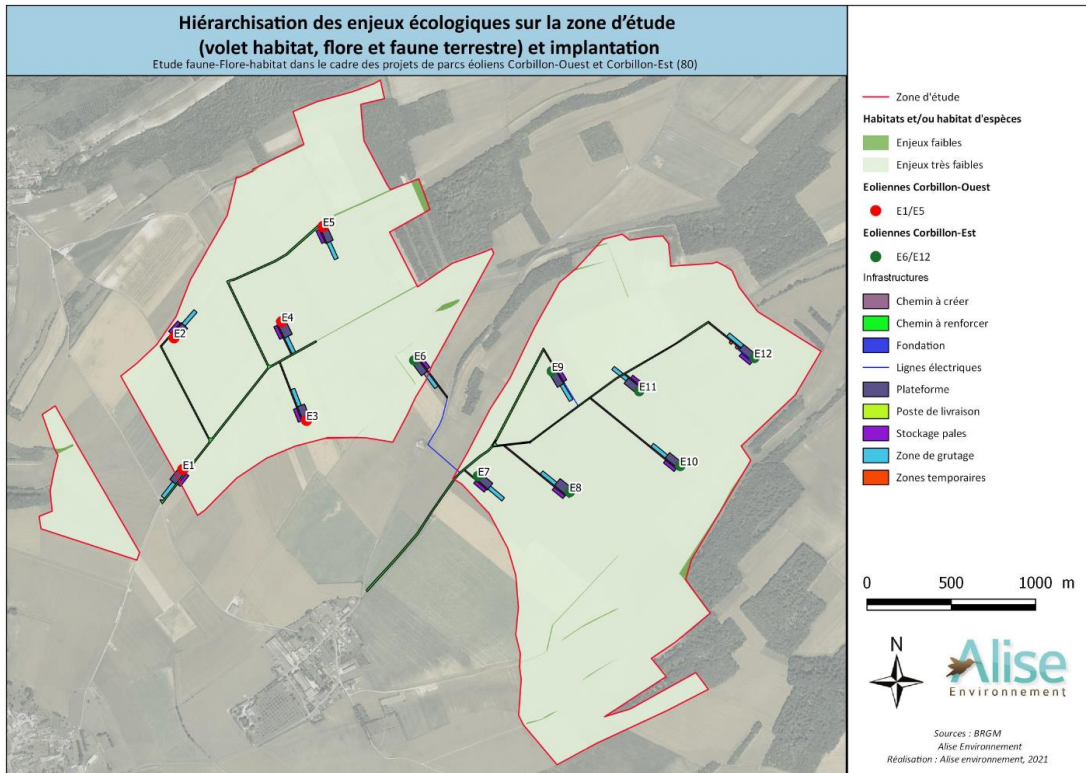 Hiérarchisation des enjeux écologiques sur la zone d'étude
(volet habitat, flore et faune terrestre) et implantation
Etude faune-Flore-habitat dans le cadre des projets de parcs éoliens Corbillon-Ouest et Corbillon-Est (80)
E5
E4
E2
E6
E3
E1
E9
E12
E11
E7
E8
E10
Zone d'étude
Habitats et/ou habitat d'espèces
Enjeux faibles
Enjeux très faibles
Eoliennes Corbillon-Ouest
E1/E5
Eoliennes Corbillon-Est
E6/E12
Infrastructures
Chemin à créer
Chemin à renforcer
Fondation
Lignes électriques
Plateforme
Poste de livraison
Stockage pales
Zone de grutage
Zones temporaires
0 500 1000 m
N
Alise
Environnement
Sources : BRGM
Alise Environnement
Réalisation : Alise environnement, 2021